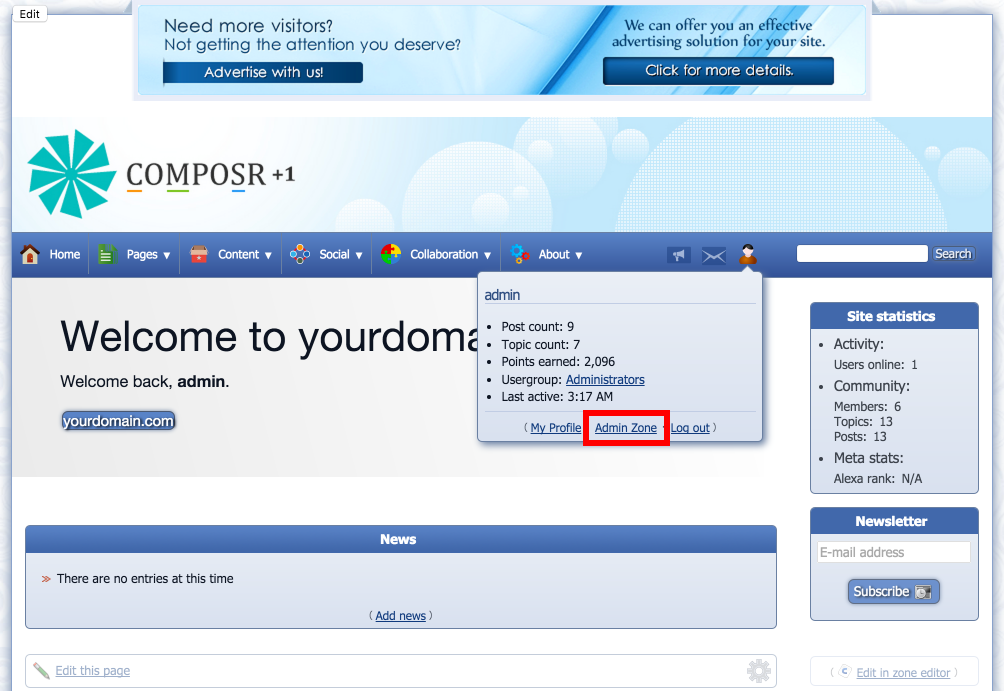 Edit
Need more visitors?
Not getting the attention you deserve?
Advertise with us!
We can offer you an effective
advertising solution for your site.
Click for more details.
COMPOSR +1
Home Pages ▼ Content ▼ Social ▼ Collaboration ▼ About ▼ Search
admin
• Post count: 9
• Topic count: 7
• Points earned: 2,096
• Usergroup: Administrators
• Last active: 3:17 AM
( My Profile Admin Zone Log out )
Welcome to yourdoma
Welcome back, admin.
yourdomain.com
Site statistics
• Activity:
Users online: 1
• Community:
Members: 6
Topics: 13
Posts: 13
• Meta stats:
Alexa rank: N/A
Newsletter
E-mail address
Subscribe
News
There are no entries at this time
( Add news )
Edit this page
( Edit in zone editor )